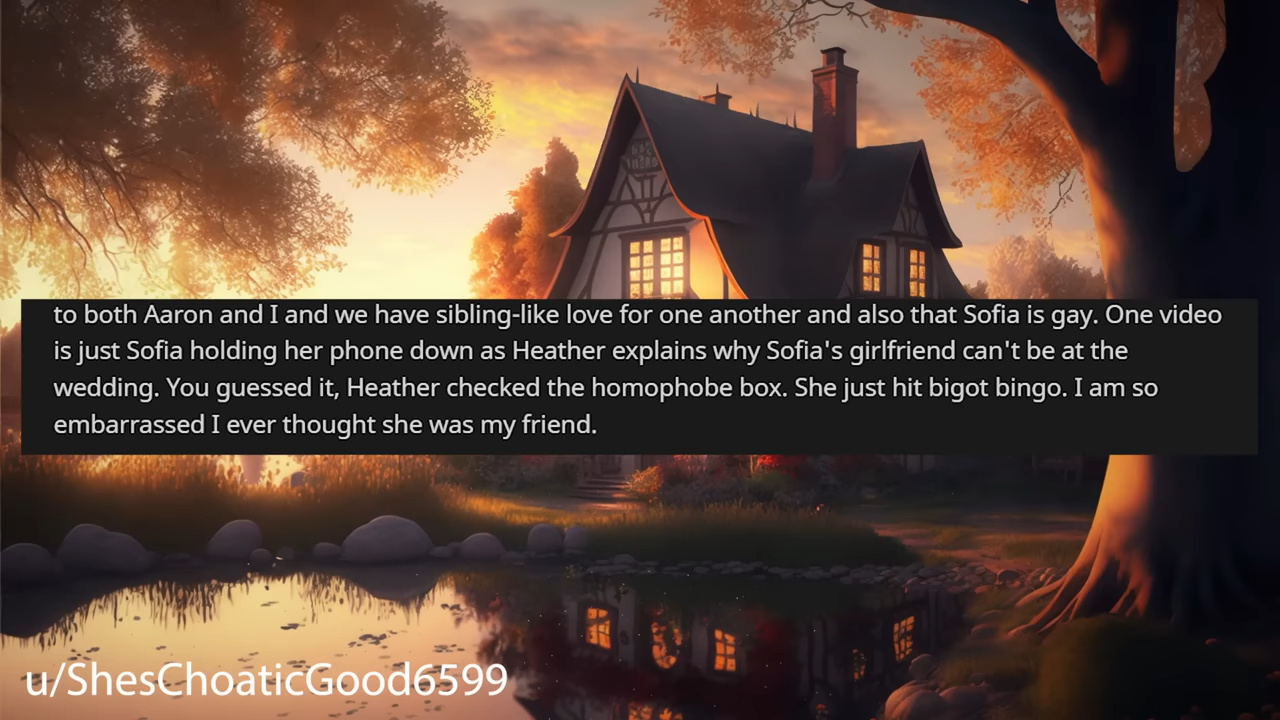 to both Aaron and I and we have sibling-like love for one another and also that Sofia is gay. One video
is just Sofia holding her phone down as Heather explains why Sofia's girlfriend can't be at the
wedding. You guessed it, Heather checked the homophobe box. She just hit bigot bingo. I am so
embarrassed I ever thought she was my friend.
u/ShesChoaticGood6599